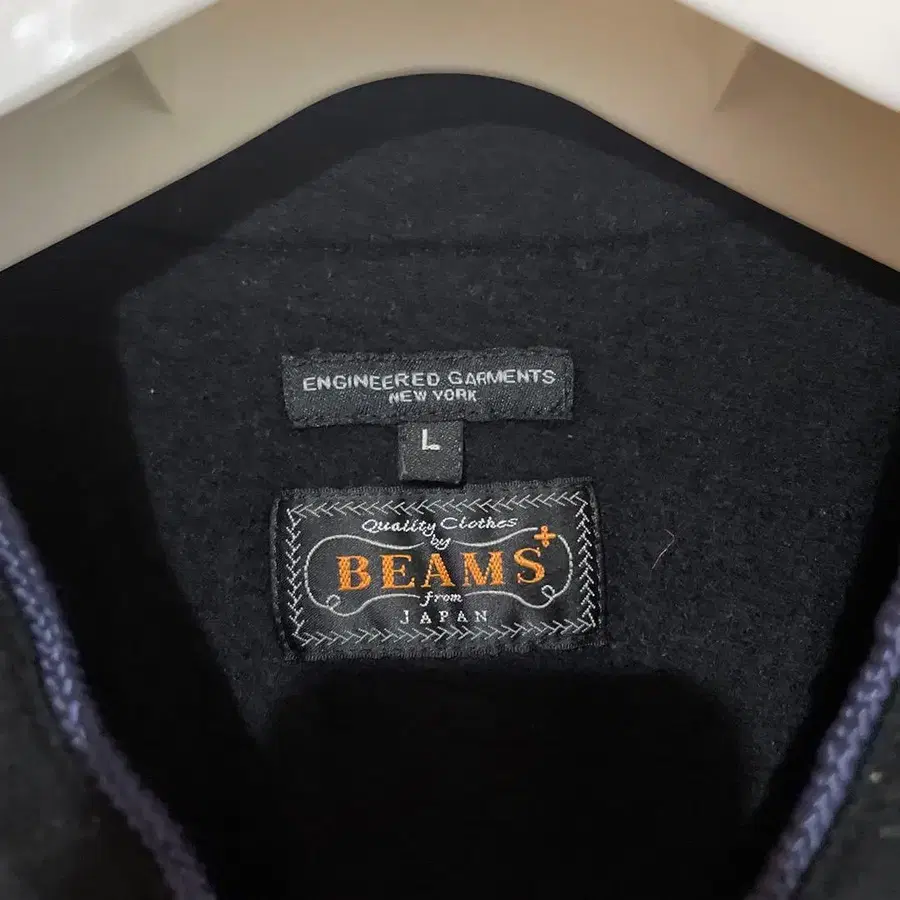 ENGINEERED GARMENTS
NEW YORK
L
Quality Clothes
by
BEAMS+
from
JAPAN